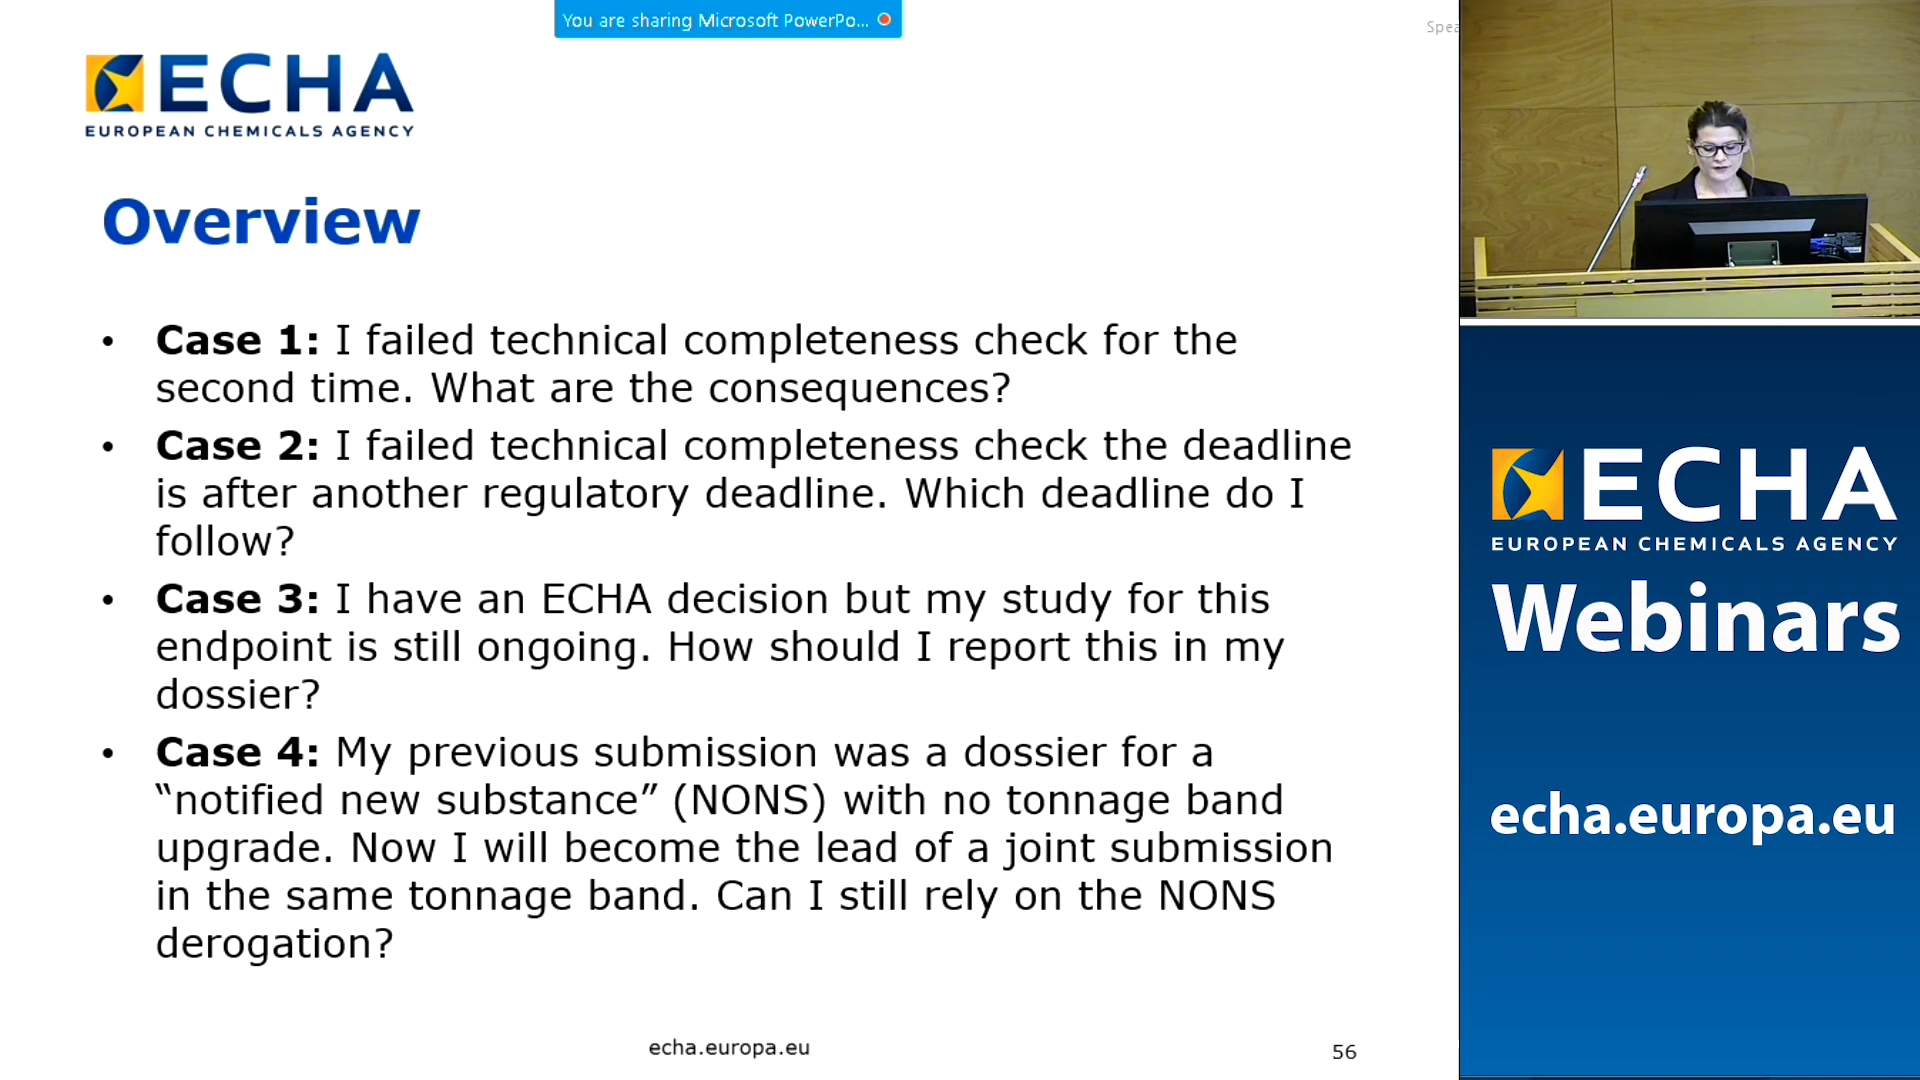 You are sharing Microsoft PowerPo...
Spea
ECHA
EUROPEAN CHEMICALS AGENCY
Overview
• Case 1: I failed technical completeness check for the
second time. What are the consequences?
• Case 2: I failed technical completeness check the deadline
is after another regulatory deadline. Which deadline do I
follow?
• Case 3: I have an ECHA decision but my study for this
endpoint is still ongoing. How should I report this in my
dossier?
• Case 4: My previous submission was a dossier for a
“notified new substance” (NONS) with no tonnage band
upgrade. Now I will become the lead of a joint submission
in the same tonnage band. Can I still rely on the NONS
derogation?
echa.europa.eu
56
ECHA
EUROPEAN CHEMICALS AGENCY
Webinars
echa.europa.eu